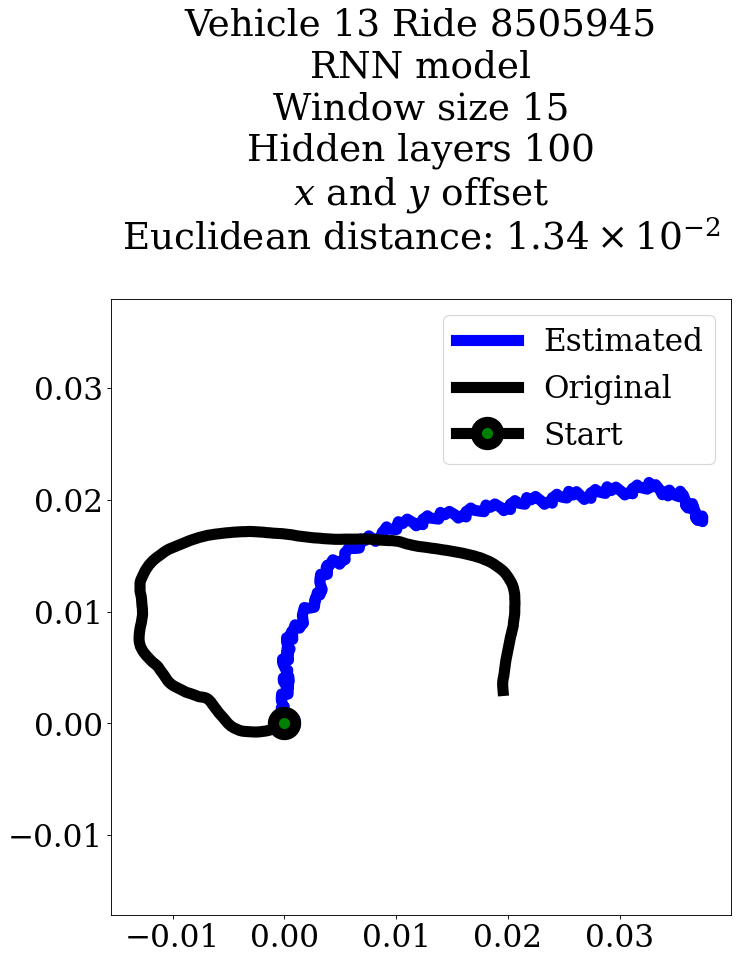 Vehicle 13 Ride 8505945
RNN model
Window size 15
Hidden layers 100
x and y offset
Euclidean distance: 1.34 × 10⁻²
Estimated
Original
Start
0.03
0.02
0.01
0.00
−0.01
−0.01 0.00 0.01 0.02 0.03